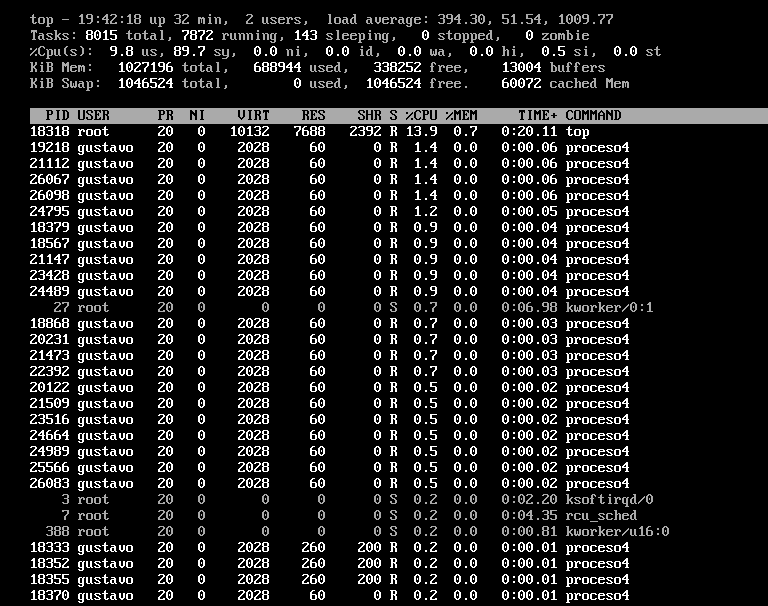 top - 19:42:18 up 32 min,  2 users,  load average: 394.30, 51.54, 1009.77
Tasks: 8015 total, 7872 running, 143 sleeping,   0 stopped,   0 zombie
%Cpu(s):  9.8 us, 89.7 sy,  0.0 ni,  0.0 id,  0.0 wa,  0.0 hi,  0.5 si,  0.0 st
KiB Mem:   1027196 total,   688944 used,   338252 free,    13004 buffers
KiB Swap:  1046524 total,        0 used,  1046524 free.    60072 cached Mem
PID USER      PR  NI    VIRT    RES    SHR S %CPU %MEM     TIME+ COMMAND
18318 root      20   0   10132   7688   2392 R 13.9  0.7   0:20.11 top
19218 gustavo   20   0    2028     60      0 R  1.4  0.0   0:00.06 proceso4
21112 gustavo   20   0    2028     60      0 R  1.4  0.0   0:00.06 proceso4
26067 gustavo   20   0    2028     60      0 R  1.4  0.0   0:00.06 proceso4
26098 gustavo   20   0    2028     60      0 R  1.4  0.0   0:00.06 proceso4
24795 gustavo   20   0    2028     60      0 R  1.2  0.0   0:00.05 proceso4
18379 gustavo   20   0    2028     60      0 R  0.9  0.0   0:00.04 proceso4
18567 gustavo   20   0    2028     60      0 R  0.9  0.0   0:00.04 proceso4
21147 gustavo   20   0    2028     60      0 R  0.9  0.0   0:00.04 proceso4
23428 gustavo   20   0    2028     60      0 R  0.9  0.0   0:00.04 proceso4
24489 gustavo   20   0    2028     60      0 R  0.9  0.0   0:00.04 proceso4
27 root      20   0       0      0      0 S  0.7  0.0   0:06.98 kworker/0:1
18868 gustavo   20   0    2028     60      0 R  0.7  0.0   0:00.03 proceso4
20231 gustavo   20   0    2028     60      0 R  0.7  0.0   0:00.03 proceso4
21473 gustavo   20   0    2028     60      0 R  0.7  0.0   0:00.03 proceso4
22392 gustavo   20   0    2028     60      0 R  0.7  0.0   0:00.03 proceso4
20122 gustavo   20   0    2028     60      0 R  0.5  0.0   0:00.02 proceso4
21509 gustavo   20   0    2028     60      0 R  0.5  0.0   0:00.02 proceso4
23516 gustavo   20   0    2028     60      0 R  0.5  0.0   0:00.02 proceso4
24664 gustavo   20   0    2028     60      0 R  0.5  0.0   0:00.02 proceso4
24989 gustavo   20   0    2028     60      0 R  0.5  0.0   0:00.02 proceso4
25566 gustavo   20   0    2028     60      0 R  0.5  0.0   0:00.02 proceso4
26083 gustavo   20   0    2028     60      0 R  0.5  0.0   0:00.02 proceso4
3 root      20   0       0      0      0 S  0.2  0.0   0:02.20 ksoftirqd/0
7 root      20   0       0      0      0 S  0.2  0.0   0:04.35 rcu_sched
388 root      20   0       0      0      0 S  0.2  0.0   0:00.81 kworker/u16:0
18333 gustavo   20   0    2028    260    200 R  0.2  0.0   0:00.01 proceso4
18352 gustavo   20   0    2028    260    200 R  0.2  0.0   0:00.01 proceso4
18355 gustavo   20   0    2028    260    200 R  0.2  0.0   0:00.01 proceso4
18370 gustavo   20   0    2028     60      0 R  0.2  0.0   0:00.01 proceso4